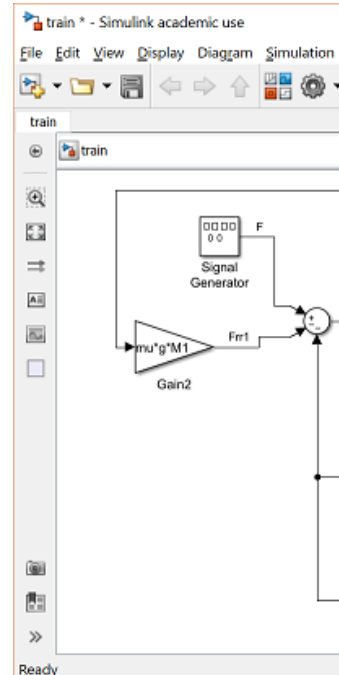 train * - Simulink academic use
File Edit View Display Diagram Simulation
train
train
F
Signal
Generator
mu*g*M1
Frr1
Gain2
Ready